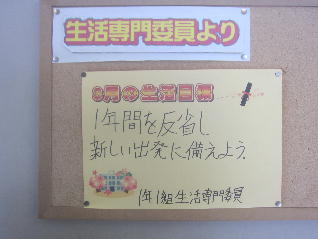 生活専門委員より
3月の生活目標
1年間を反省し
新しい出発に備えよう。
1年1組生活専門委員